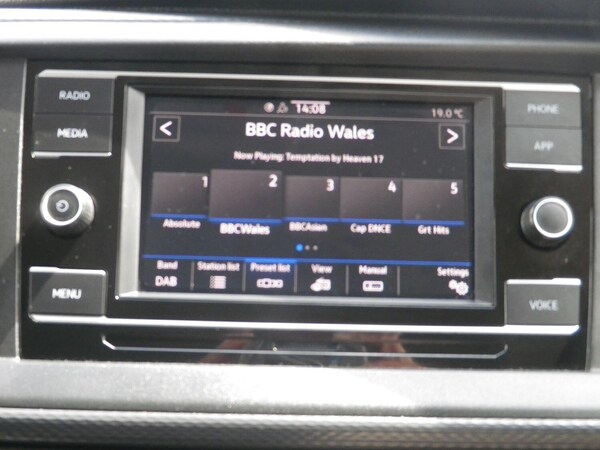 RADIO
MEDIA
MENU
PHONE
APP
VOICE
14:08
19.0 °C
<
BBC Radio Wales
>
Now Playing: Temptation by Heaven 17
1 2 3 4 5
Absolute BBCWales BBCAsian Cap DNCE Grt Hits
Band Station list Preset list View Manual Settings
DAB